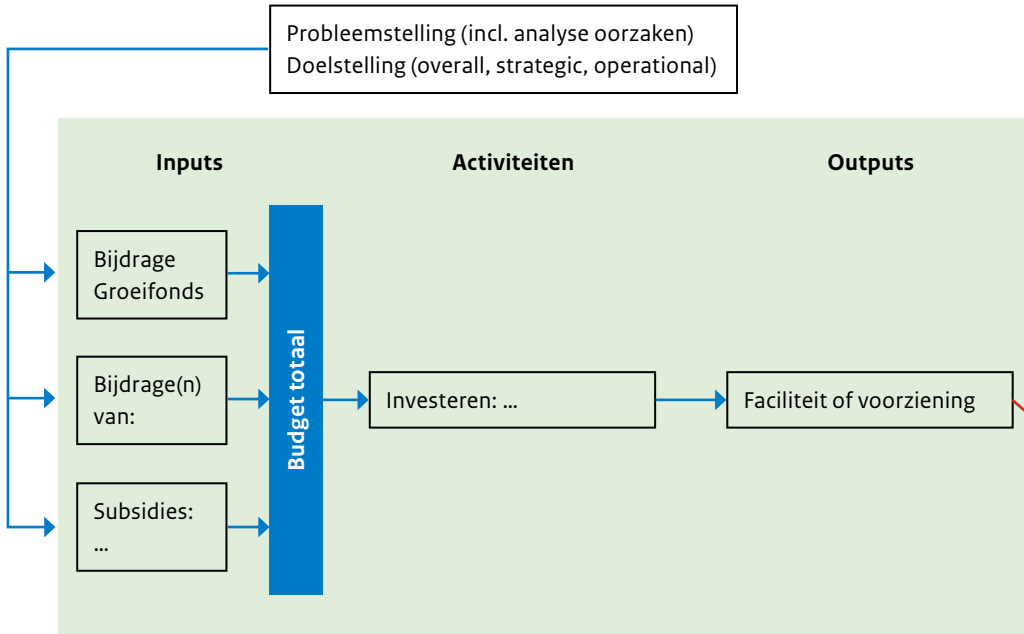 Probleemstelling (incl. analyse oorzaken)
Doelstelling (overall, strategic, operational)
Inputs
Activiteiten
Outputs
Bijdrage
Groeifonds
Bijdrage(n)
van:
Subsidies:
...
Budget totaal
Investeren: ...
Faciliteit of voorziening